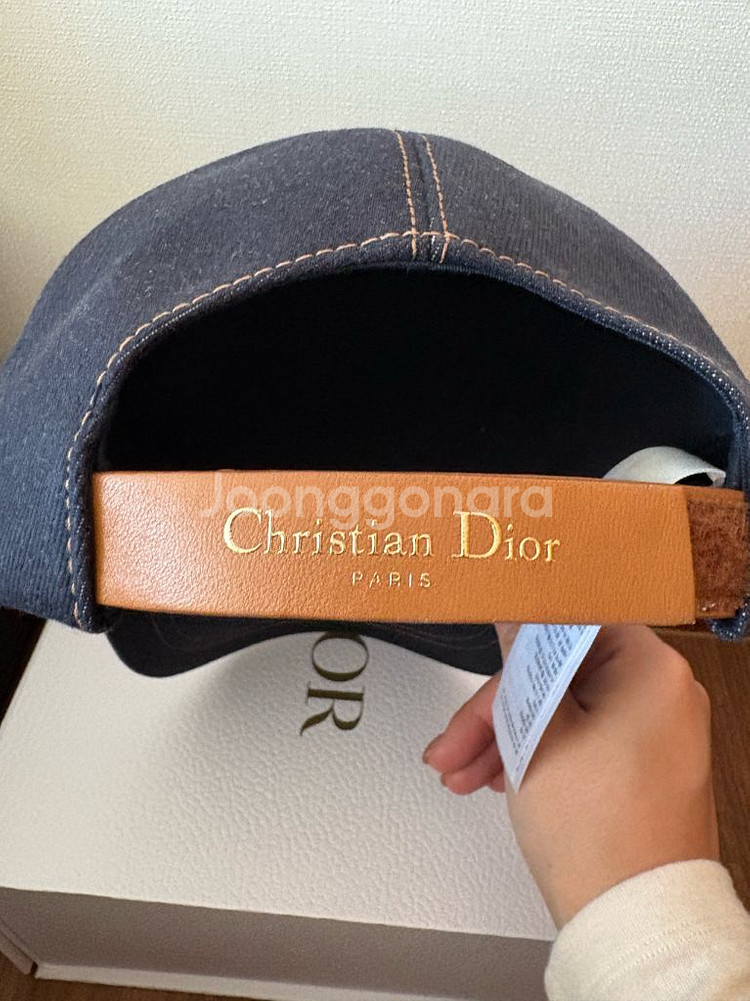 Joonggonara
Christian Dior
PARIS
OR